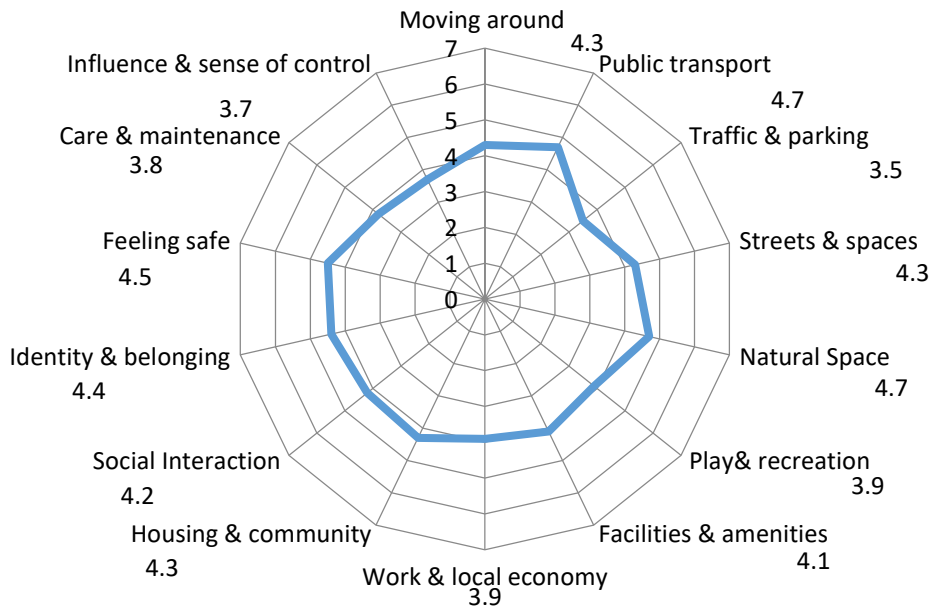 Moving around
4.3
Public transport
4.7
Traffic & parking
3.5
Streets & spaces
4.3
Natural Space
4.7
Play& recreation
3.9
Facilities & amenities
4.1
Work & local economy
3.9
Housing & community
4.3
Social Interaction
4.2
Identity & belonging
4.4
Feeling safe
4.5
Care & maintenance
3.8
Influence & sense of control
3.7
7
6
5
4
3
2
1
0